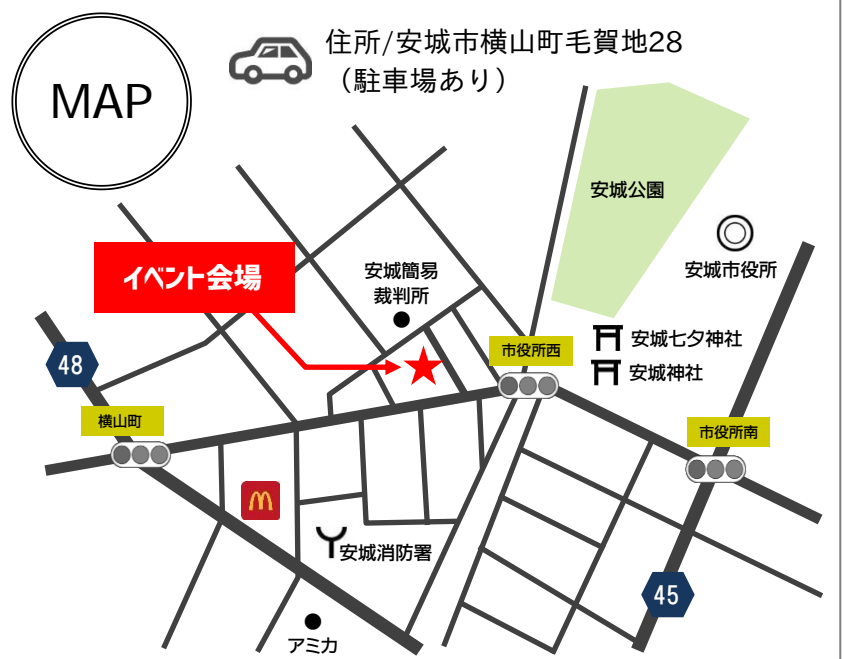 MAP
住所/安城市横山町毛賀地28
（駐車場あり）
安城公園
安城市役所
イベント会場
安城簡易
裁判所
安城七夕神社
安城神社
市役所西
48
横山町
市役所南
安城消防署
45
アミカ